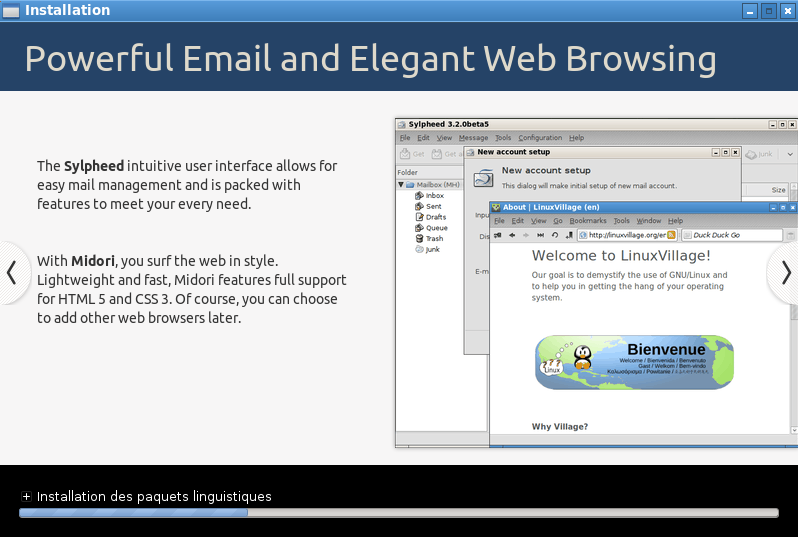 Installation
Powerful Email and Elegant Web Browsing
The Sylpheed intuitive user interface allows for
easy mail management and is packed with
features to meet your every need.
With Midori, you surf the web in style.
Lightweight and fast, Midori features full support
for HTML 5 and CSS 3. Of course, you can choose
to add other web browsers later.
Sylpheed 3.2.0beta5
File Edit View Message Tools Configuration Help
Get Get a Junk
Folder
Size
Mailbox (MH)
Inbox
Sent
Drafts
Queue
Trash
Junk
New account setup
New account setup
This dialog will make initial setup of new mail account.
Inpu
Dis
E-m
About | LinuxVillage (en)
File Edit View Go Bookmarks Tools Window Help
http://linuxvillage.org/er
Duck Duck Go
Welcome to LinuxVillage!
Our goal is to demystify the use of GNU/Linux and
to help you in getting the hang of your operating
system.
???
Linux
Bienvenue
Welcome / Bienvenida / Benvenuto
Gast / Welkom / Bem-vindo
Καλωσόρισμα / Powitanie /
Why Village?
Installation des paquets linguistiques